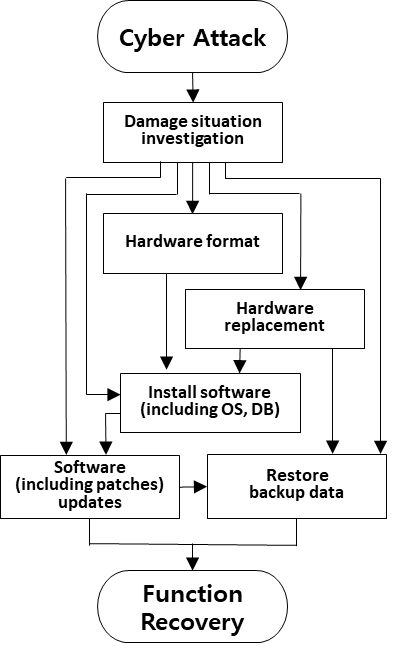 Cyber Attack
Damage situation
investigation
Hardware format
Hardware
replacement
Install software
(including OS, DB)
Software
(including patches)
updates
Restore
backup data
Function
Recovery